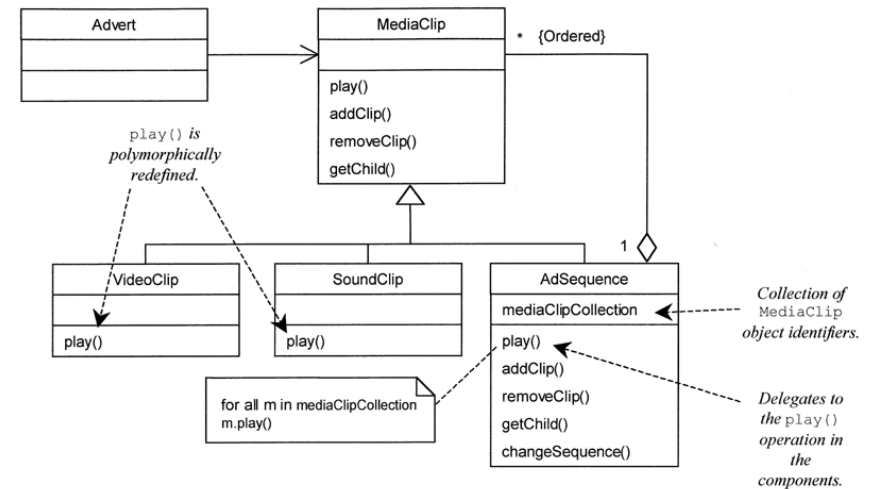 Advert
MediaClip
play()
addClip()
removeClip()
getChild()
* {Ordered}
1
play() is
polymorphically
redefined.
VideoClip
play()
SoundClip
play()
AdSequence
mediaClipCollection
play()
addClip()
removeClip()
getChild()
changeSequence()
for all m in mediaClipCollection
m.play()
Collection of
MediaClip
object identifiers.
Delegates to
the play()
operation in
the
components.